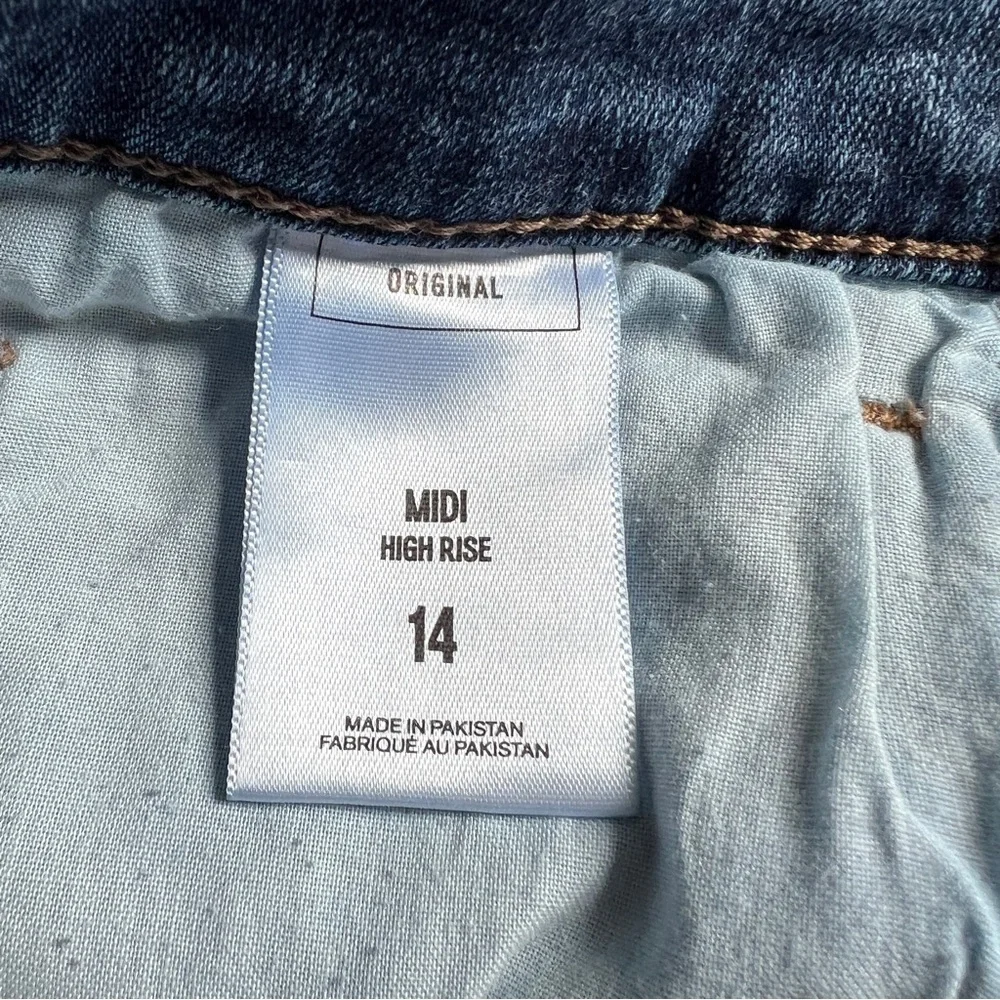 ORIGINAL
MIDI
HIGH RISE
14
MADE IN PAKISTAN
FABRIQUÉ AU PAKISTAN